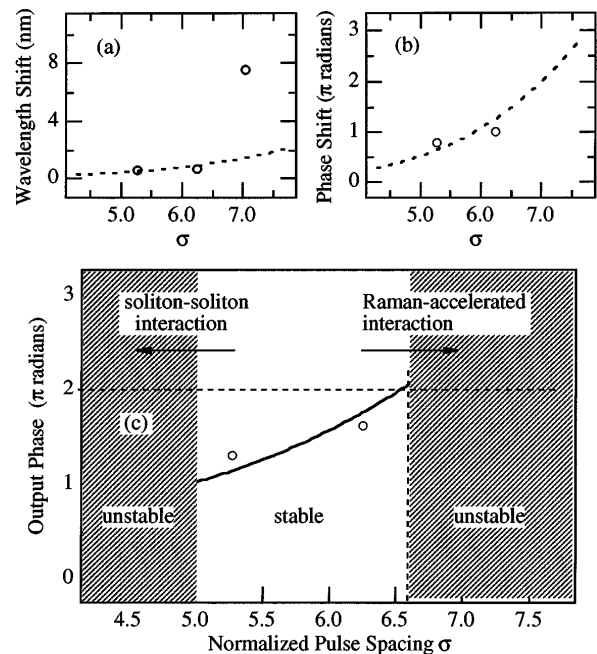 (a)
Wavelength Shift (nm)
8
4
0
5.0 6.0 7.0
σ
(b)
Phase Shift (π radians)
3
2
1
0
5.0 6.0 7.0
σ
(c)
Output Phase (π radians)
3
2
1
0
soliton-soliton
interaction
Raman-accelerated
interaction
unstable
stable
unstable
4.5 5.0 5.5 6.0 6.5 7.0 7.5
Normalized Pulse Spacing σ